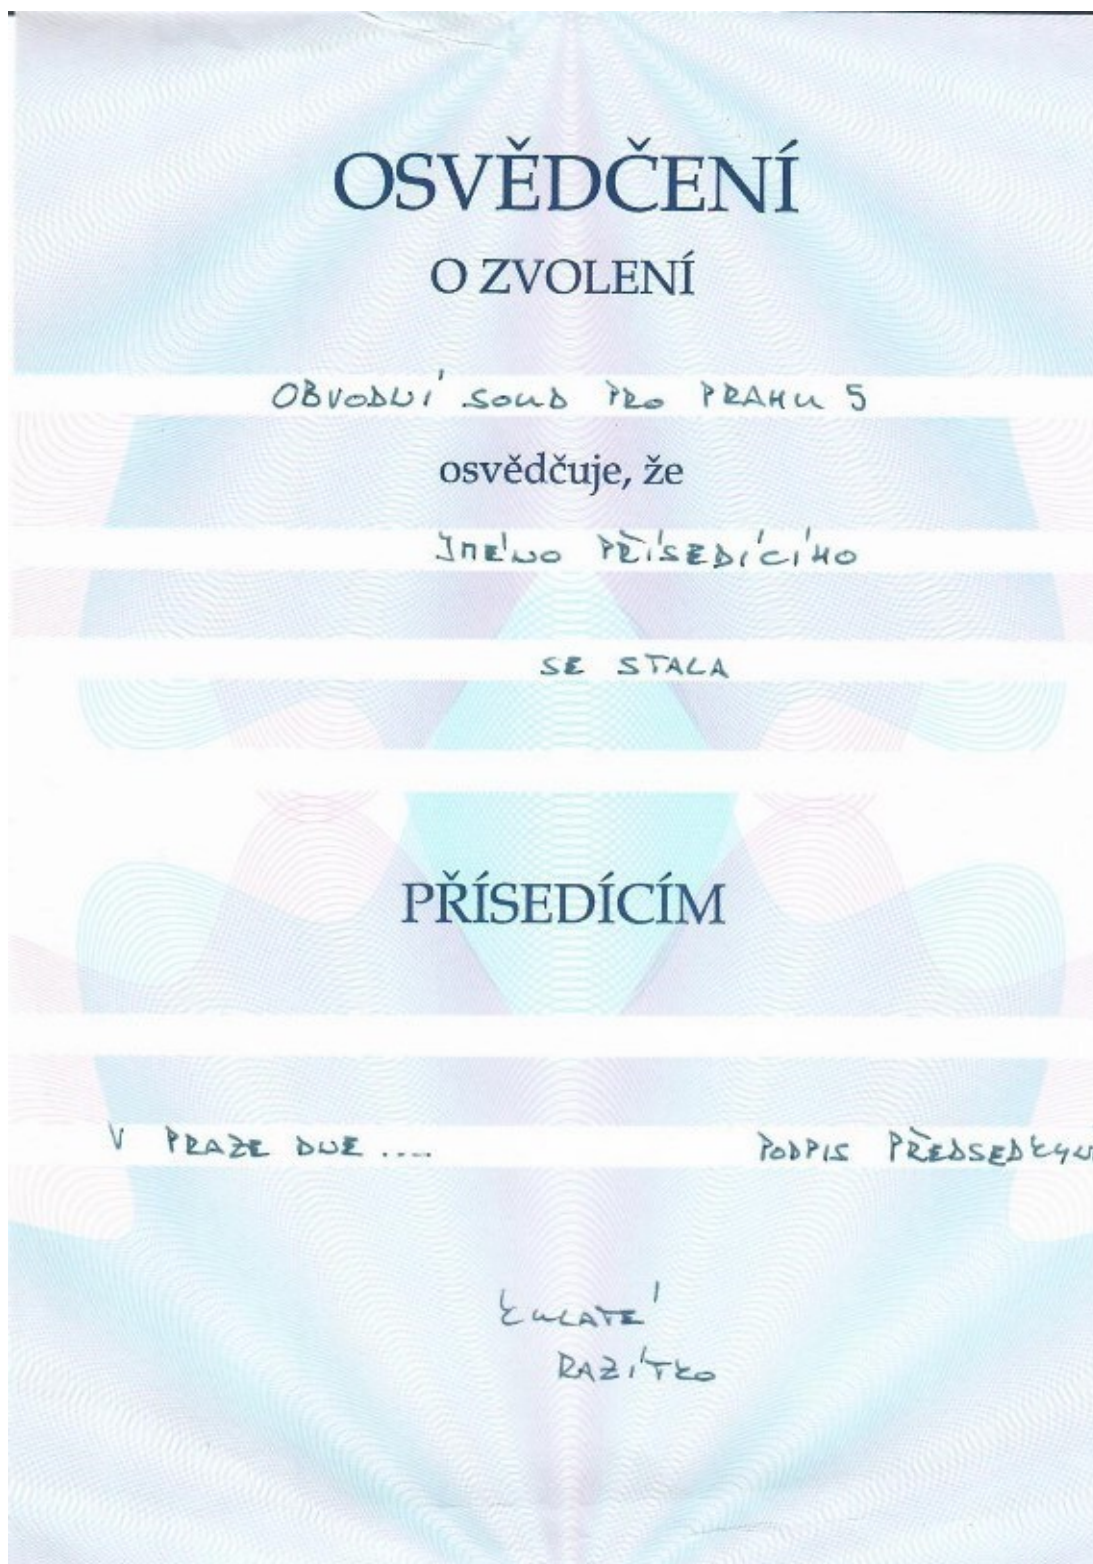 OSVĚDČENÍ
O ZVOLENÍ
OBVODNÍ SOUD PRO PRAHU 5
osvědčuje, že
JMÉNO PŘÍSEDÍCÍHO
SE STALA
PŘÍSEDÍCÍM
V PRAZE DNE ....
PODPIS PŘEDSEDKYN
KULATÉ
RAZÍTKO